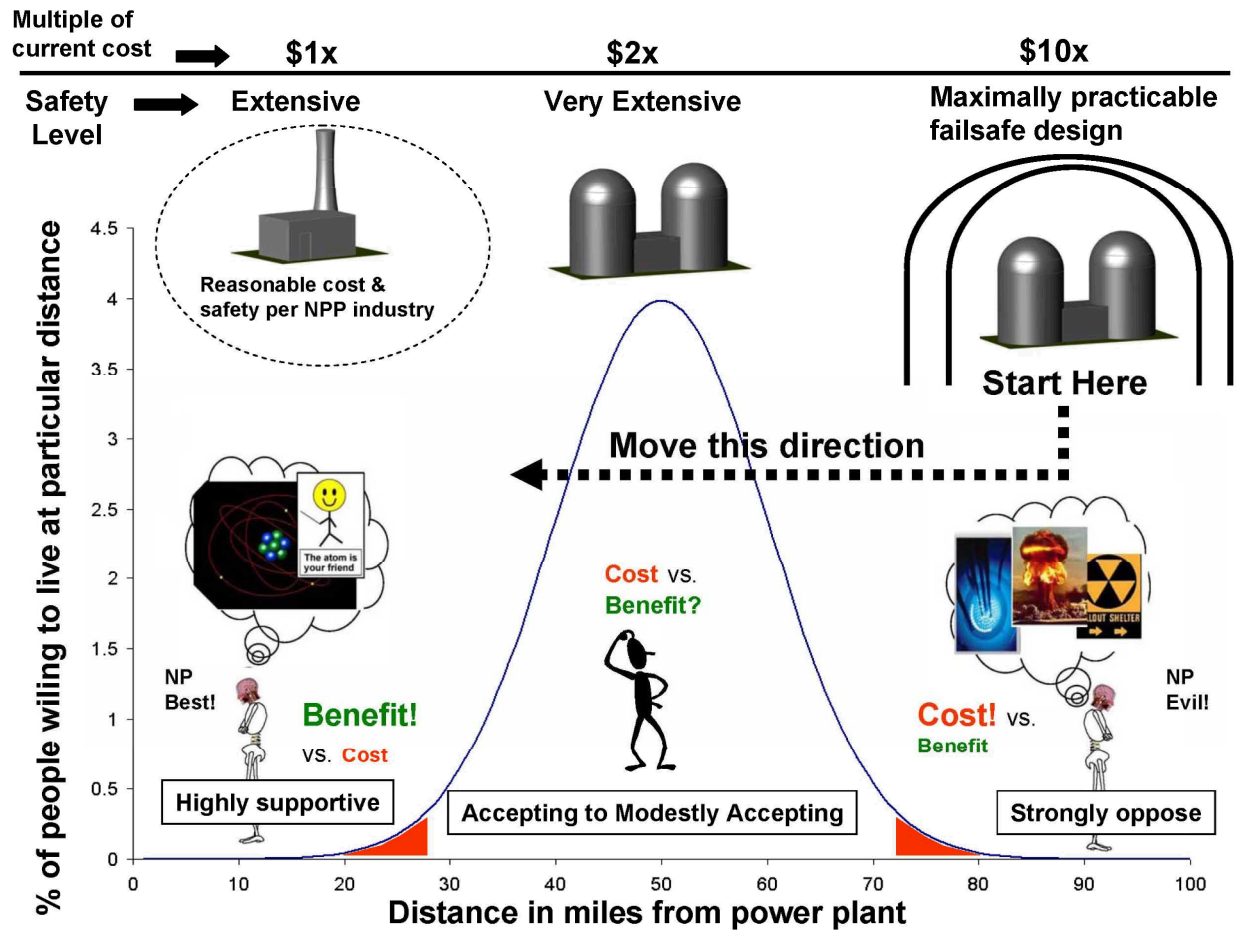 Multiple of
current cost
$1x
$2x
$10x
Safety
Level
Extensive
Very Extensive
Maximally practicable
failsafe design
Reasonable cost &
safety per NPP industry
Start Here
Move this direction
% of people wiling to live at particular distance
4.5
4
3.5
3
2.5
2
1.5
1
0.5
0
The atom is
your friend
NP
Best!
Benefit!
vs. Cost
Highly supportive
Cost vs.
Benefit?
Accepting to Modestly Accepting
LLOUT SHELTER
NP
Evil!
Cost! vs.
Benefit
Strongly oppose
0 10 20 30 40 50 60 70 80 90 100
Distance in miles from power plant